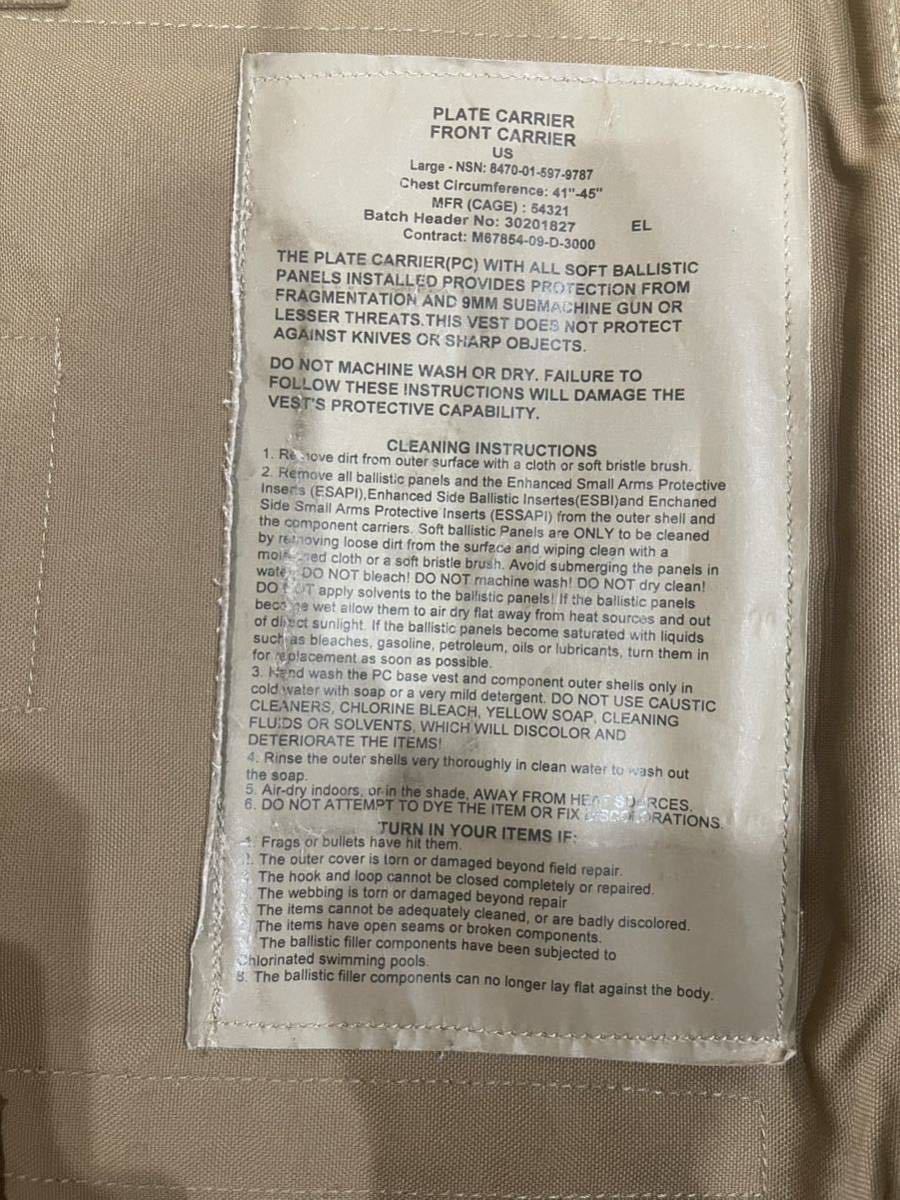 PLATE CARRIER
FRONT CARRIER
US
Large - NSN: 8470-01-597-9787
Chest Circumference: 41"-45"
MFR (CAGE) : 54321
Batch Header No: 30201827 EL
Contract: M67854-09-D-3000
THE PLATE CARRIER(PC) WITH ALL SOFT BALLISTIC
PANELS INSTALLED PROVIDES PROTECTION FROM
FRAGMENTATION AND 9MM SUBMACHINE GUN OR
LESSER THREATS.THIS VEST DOES NOT PROTECT
AGAINST KNIVES OR SHARP OBJECTS.
DO NOT MACHINE WASH OR DRY. FAILURE TO
FOLLOW THESE INSTRUCTIONS WILL DAMAGE THE
VEST'S PROTECTIVE CAPABILITY.
CLEANING INSTRUCTIONS
1. Remove dirt from outer surface with a cloth or soft bristle brush.
2. Remove all ballistic panels and the Enhanced Small Arms Protective
Inserts (ESAPI),Enhanced Side Ballistic Insertes(ESBI)and Enchaned
Side Small Arms Protective Inserts (ESSAPI) from the outer shell and
the component carriers. Soft ballistic Panels are ONLY to be cleaned
by removing loose dirt from the surface and wiping clean with a
moistened cloth or a soft bristle brush. Avoid submerging the panels in
water. DO NOT bleach! DO NOT machine wash! DO NOT dry clean!
DO NOT apply solvents to the ballistic panels! If the ballistic panels
become wet allow them to air dry flat away from heat sources and out
of direct sunlight. If the ballistic panels become saturated with liquids
such as bleaches, gasoline, petroleum, oils or lubricants, turn them in
for replacement as soon as possible.
3. Hand wash the PC base vest and component outer shells only in
cold water with soap or a very mild detergent. DO NOT USE CAUSTIC
CLEANERS, CHLORINE BLEACH, YELLOW SOAP, CLEANING
FLUIDS OR SOLVENTS, WHICH WILL DISCOLOR AND
DETERIORATE THE ITEMS!
4. Rinse the outer shells very thoroughly in clean water to wash out
the soap.
5. Air-dry indoors, or in the shade, AWAY FROM HEAT SOURCES.
6. DO NOT ATTEMPT TO DYE THE ITEM OR FIX DISCOLORATIONS.
TURN IN YOUR ITEMS IF:
1. Frags or bullets have hit them.
2. The outer cover is torn or damaged beyond field repair.
The hook and loop cannot be closed completely or repaired.
The webbing is torn or damaged beyond repair
The items cannot be adequately cleaned, or are badly discolored.
The items have open seams or broken components.
The ballistic filler components have been subjected to
Chlorinated swimming pools.
8. The ballistic filler components can no longer lay flat against the body.